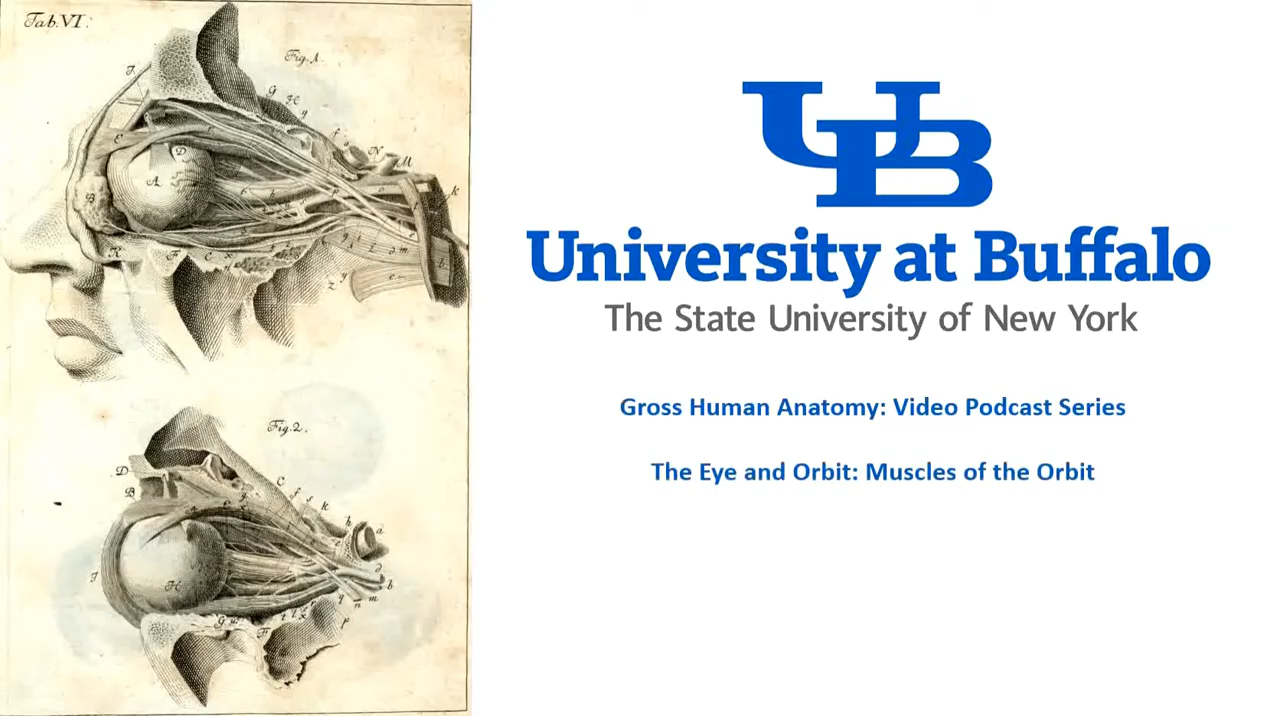 Tab. VI.
Fig. 1.
Fig. 2.
UB
University at Buffalo
The State University of New York
Gross Human Anatomy: Video Podcast Series
The Eye and Orbit: Muscles of the Orbit